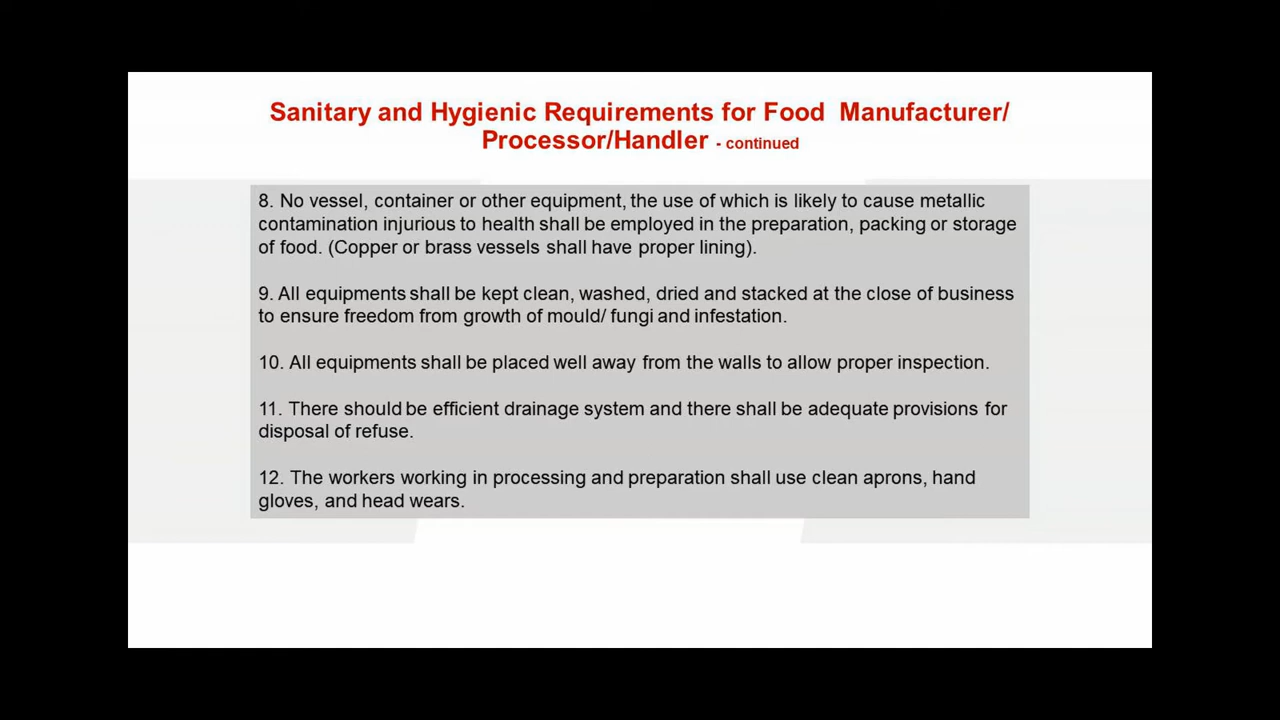 Sanitary and Hygienic Requirements for Food Manufacturer/
Processor/Handler - continued
8. No vessel, container or other equipment, the use of which is likely to cause metallic
contamination injurious to health shall be employed in the preparation, packing or storage
of food. (Copper or brass vessels shall have proper lining).
9. All equipments shall be kept clean, washed, dried and stacked at the close of business
to ensure freedom from growth of mould/ fungi and infestation.
10. All equipments shall be placed well away from the walls to allow proper inspection.
11. There should be efficient drainage system and there shall be adequate provisions for
disposal of refuse.
12. The workers working in processing and preparation shall use clean aprons, hand
gloves, and head wears.